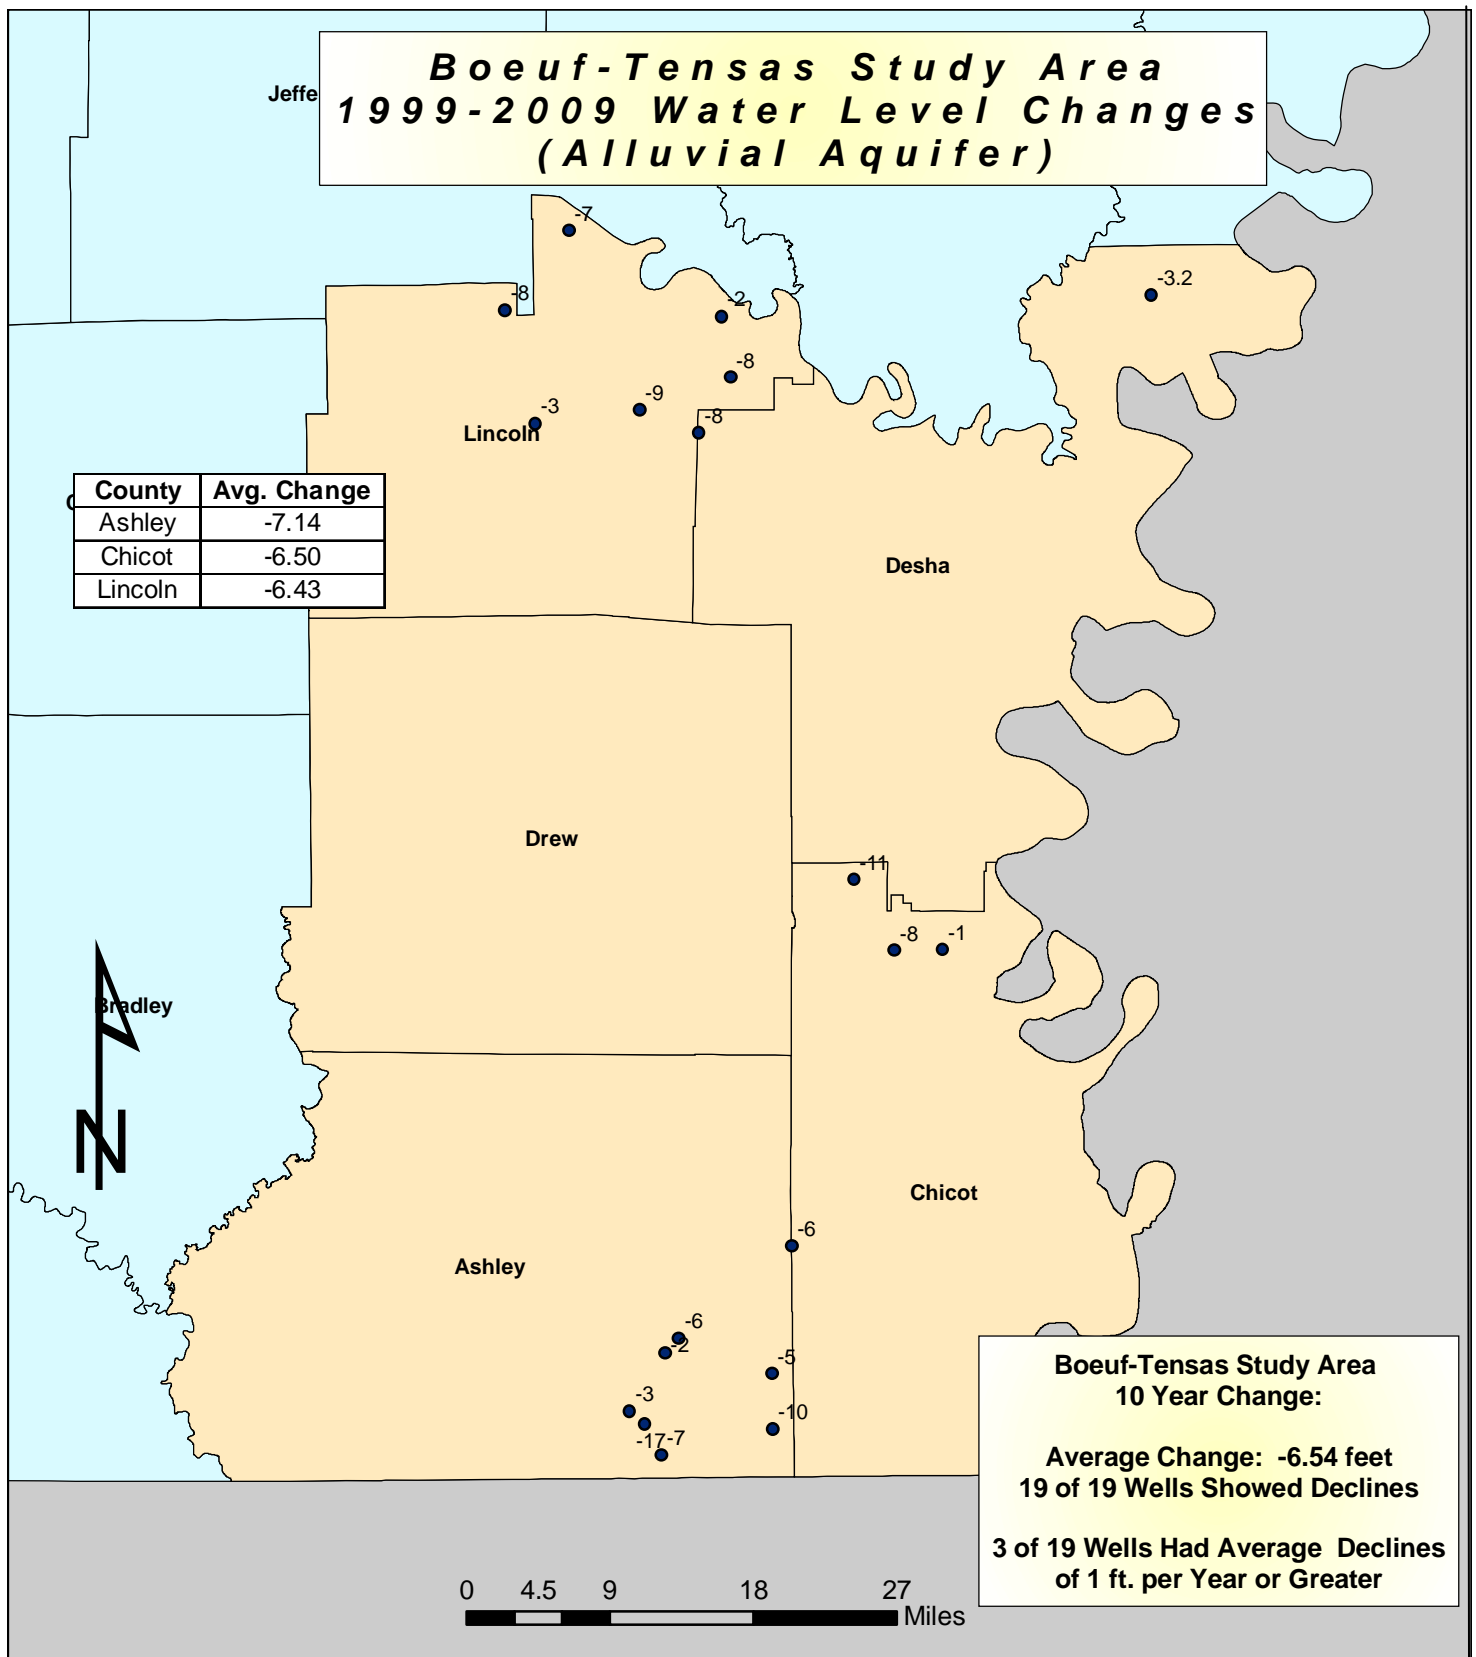 Boeuf-Tensas Study Area
1999-2009 Water Level Changes
(Alluvial Aquifer)
Jeffe
-7
-3.2
-8
-2
-8
-9
-3
-8
Lincoln
C
County Avg. Change
Ashley -7.14
Chicot -6.50
Lincoln -6.43
Desha
Drew
-11
-8
-1
Bradley
N
Chicot
-6
Ashley
-6
-2
-5
-3
-10
-17
-7
Boeuf-Tensas Study Area
10 Year Change:
Average Change: -6.54 feet
19 of 19 Wells Showed Declines
3 of 19 Wells Had Average Declines
of 1 ft. per Year or Greater
0 4.5 9 18 27
Miles